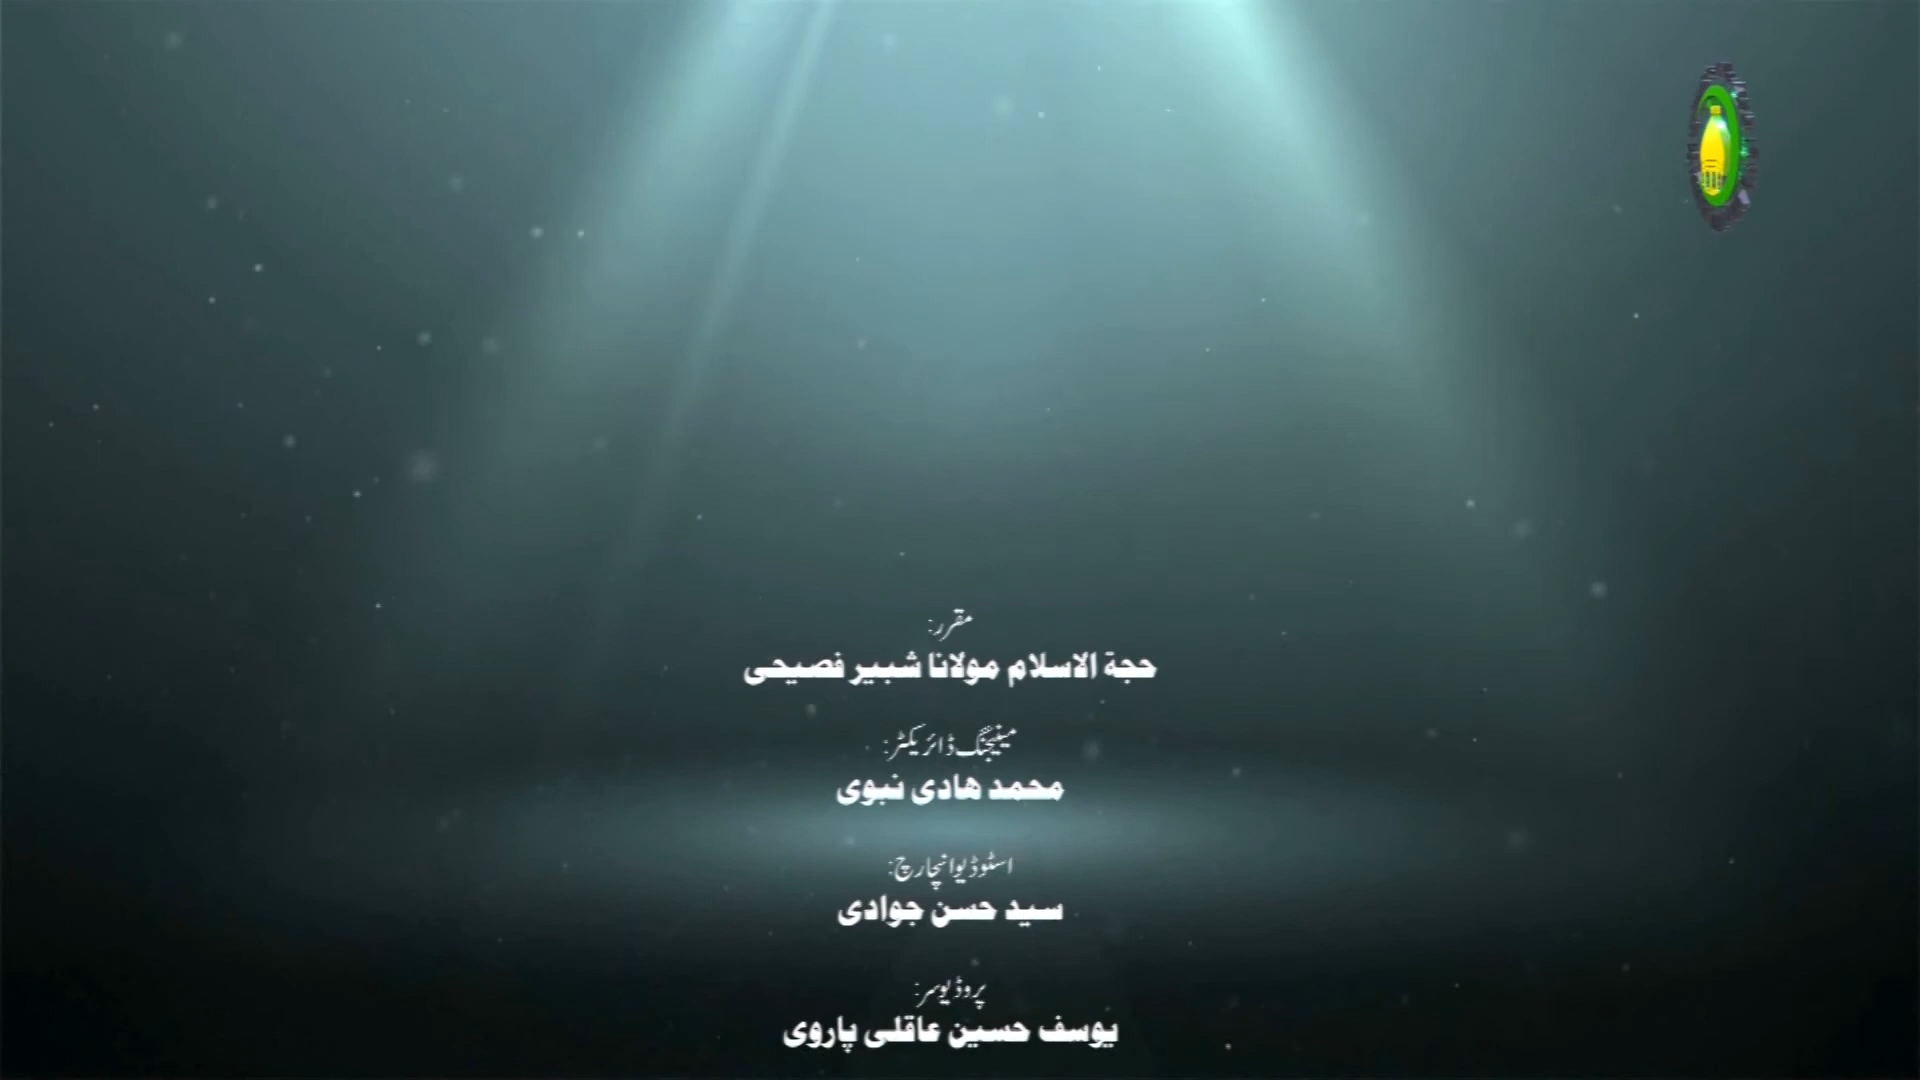 مقرر:
حجة الاسلام مولانا شبیر فصیحی
مینیجنگ ڈائریکٹر:
محمد هادی نبوی
اسٹوڈیو انچارج:
سید حسن جوادی
پروڈیوسر:
یوسف حسین عاقلی پاروی